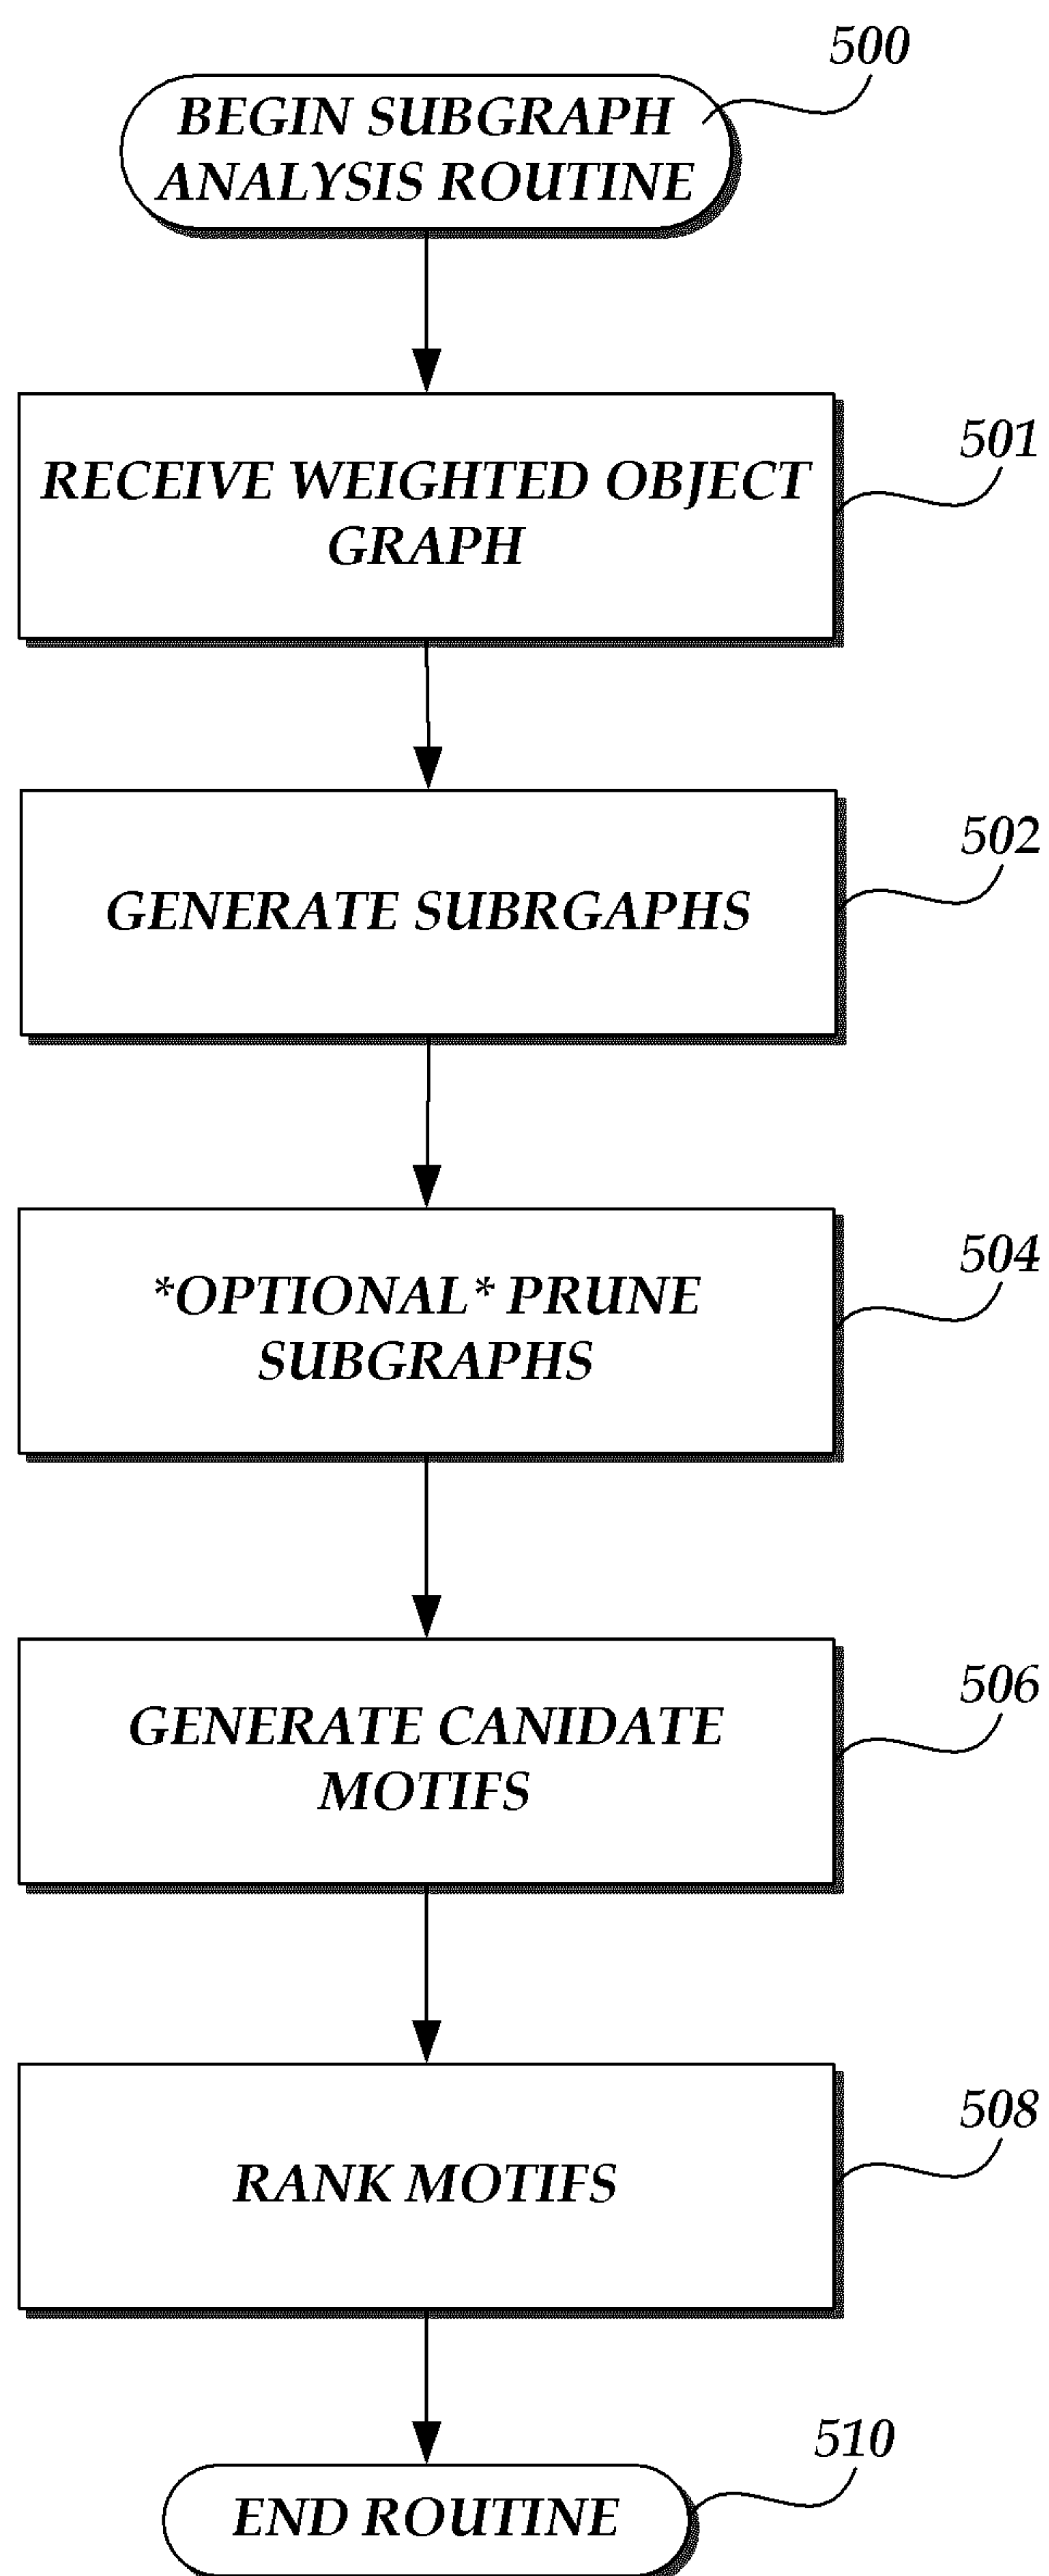 500
BEGIN SUBGRAPH
ANALYSIS ROUTINE
501
RECEIVE WEIGHTED OBJECT
GRAPH
502
GENERATE SUBRGAPHS
504
*OPTIONAL* PRUNE
SUBGRAPHS
506
GENERATE CANIDATE
MOTIFS
508
RANK MOTIFS
510
END ROUTINE